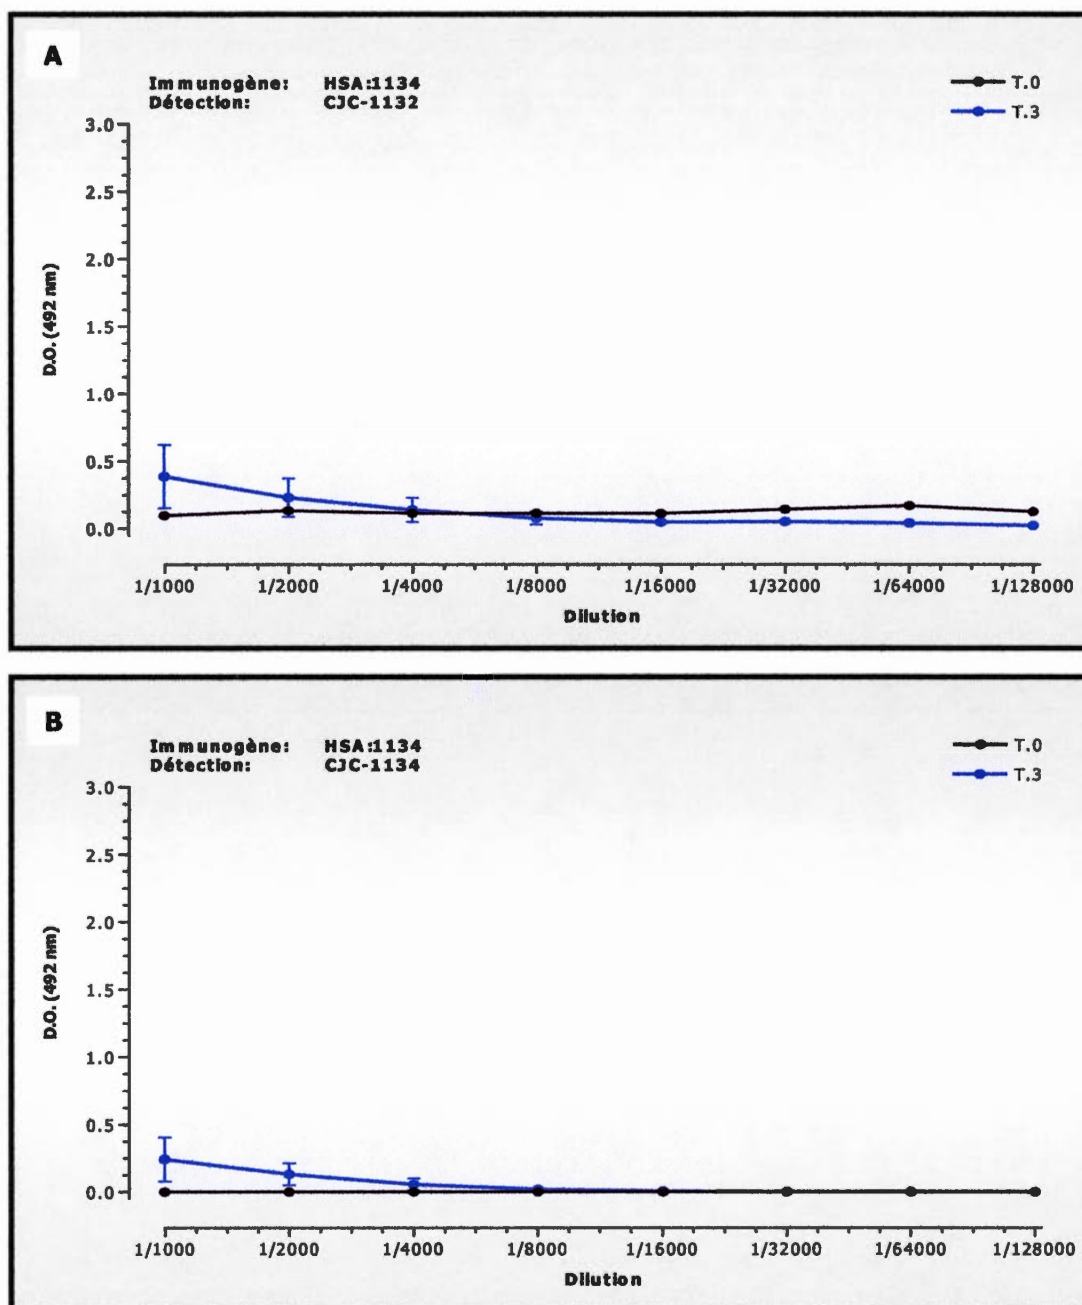 A
Immunogène: HSA:1134
Détection: CJC-1132
T.0
T.3
3.0
2.5
2.0
1.5
1.0
0.5
0.0
D.O. (492 nm)
1/1000 1/2000 1/4000 1/8000 1/16000 1/32000 1/64000 1/128000
Dilution
B
Immunogène: HSA:1134
Détection: CJC-1134
T.0
T.3
3.0
2.5
2.0
1.5
1.0
0.5
0.0
D.O. (492 nm)
1/1000 1/2000 1/4000 1/8000 1/16000 1/32000 1/64000 1/128000
Dilution